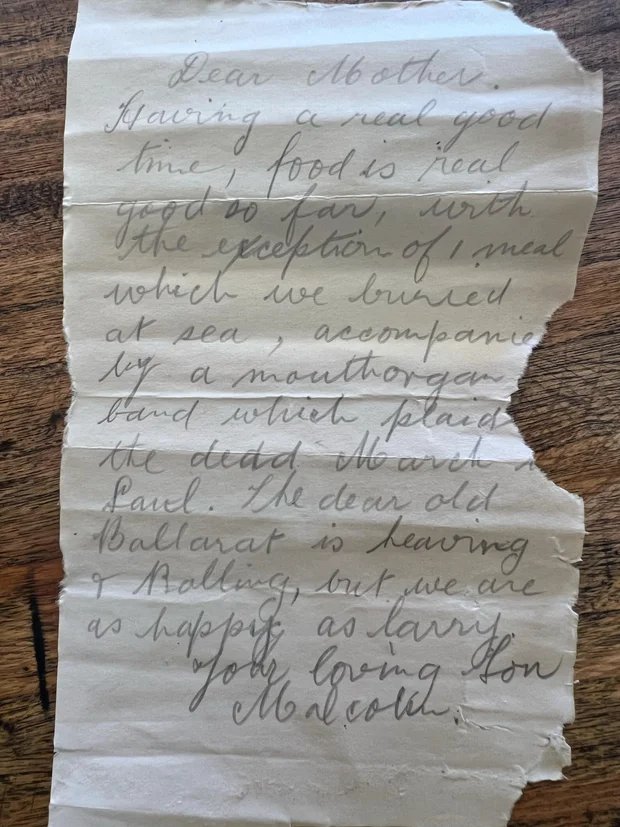 Dear Mother.
Having a real good
time, food is real
good so far, with
the exception of 1 meal
which we buried
at sea, accompanie
by a mouthorgan
band which plaid
the dead March
Saul. The dear old
Ballarat is heaving
& Rolling, but we are
as happy as larry.
Your loving Son
Malcolm.